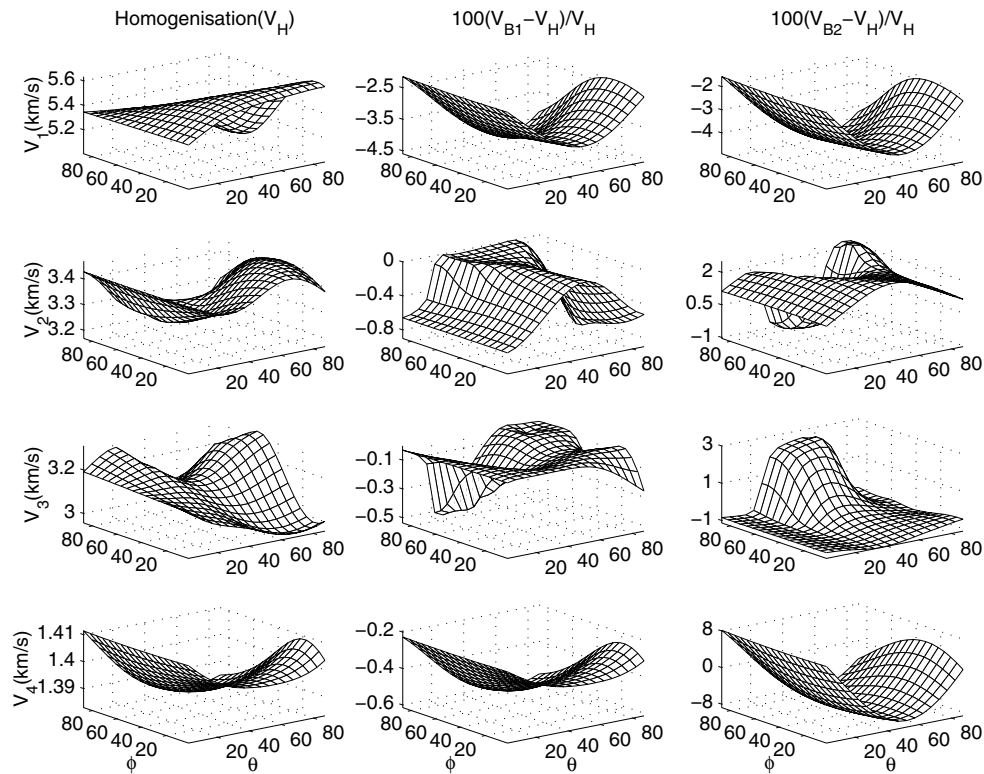 Homogenisation(V_H) 100(V_B1−V_H)/V_H 100(V_B2−V_H)/V_H
V_1(km/s)
5.6
5.4
5.2
80 60 40 20
20 40 60 80
−2.5
−3.5
−4.5
80 60 40 20
20 40 60 80
−2
−3
−4
80 60 40 20
20 40 60 80
V_2(km/s)
3.4
3.3
3.2
80 60 40 20
20 40 60 80
0
−0.4
−0.8
80 60 40 20
20 40 60 80
2
0.5
−1
80 60 40 20
20 40 60 80
V_3(km/s)
3.2
3
80 60 40 20
20 40 60 80
−0.1
−0.3
−0.5
80 60 40 20
20 40 60 80
3
1
−1
80 60 40 20
20 40 60 80
V_4(km/s)
1.41
1.4
1.39
80 60 40 20
20 40 60 80
φ θ
−0.2
−0.4
−0.6
80 60 40 20
20 40 60 80
φ θ
8
0
−8
80 60 40 20
20 40 60 80
φ θ